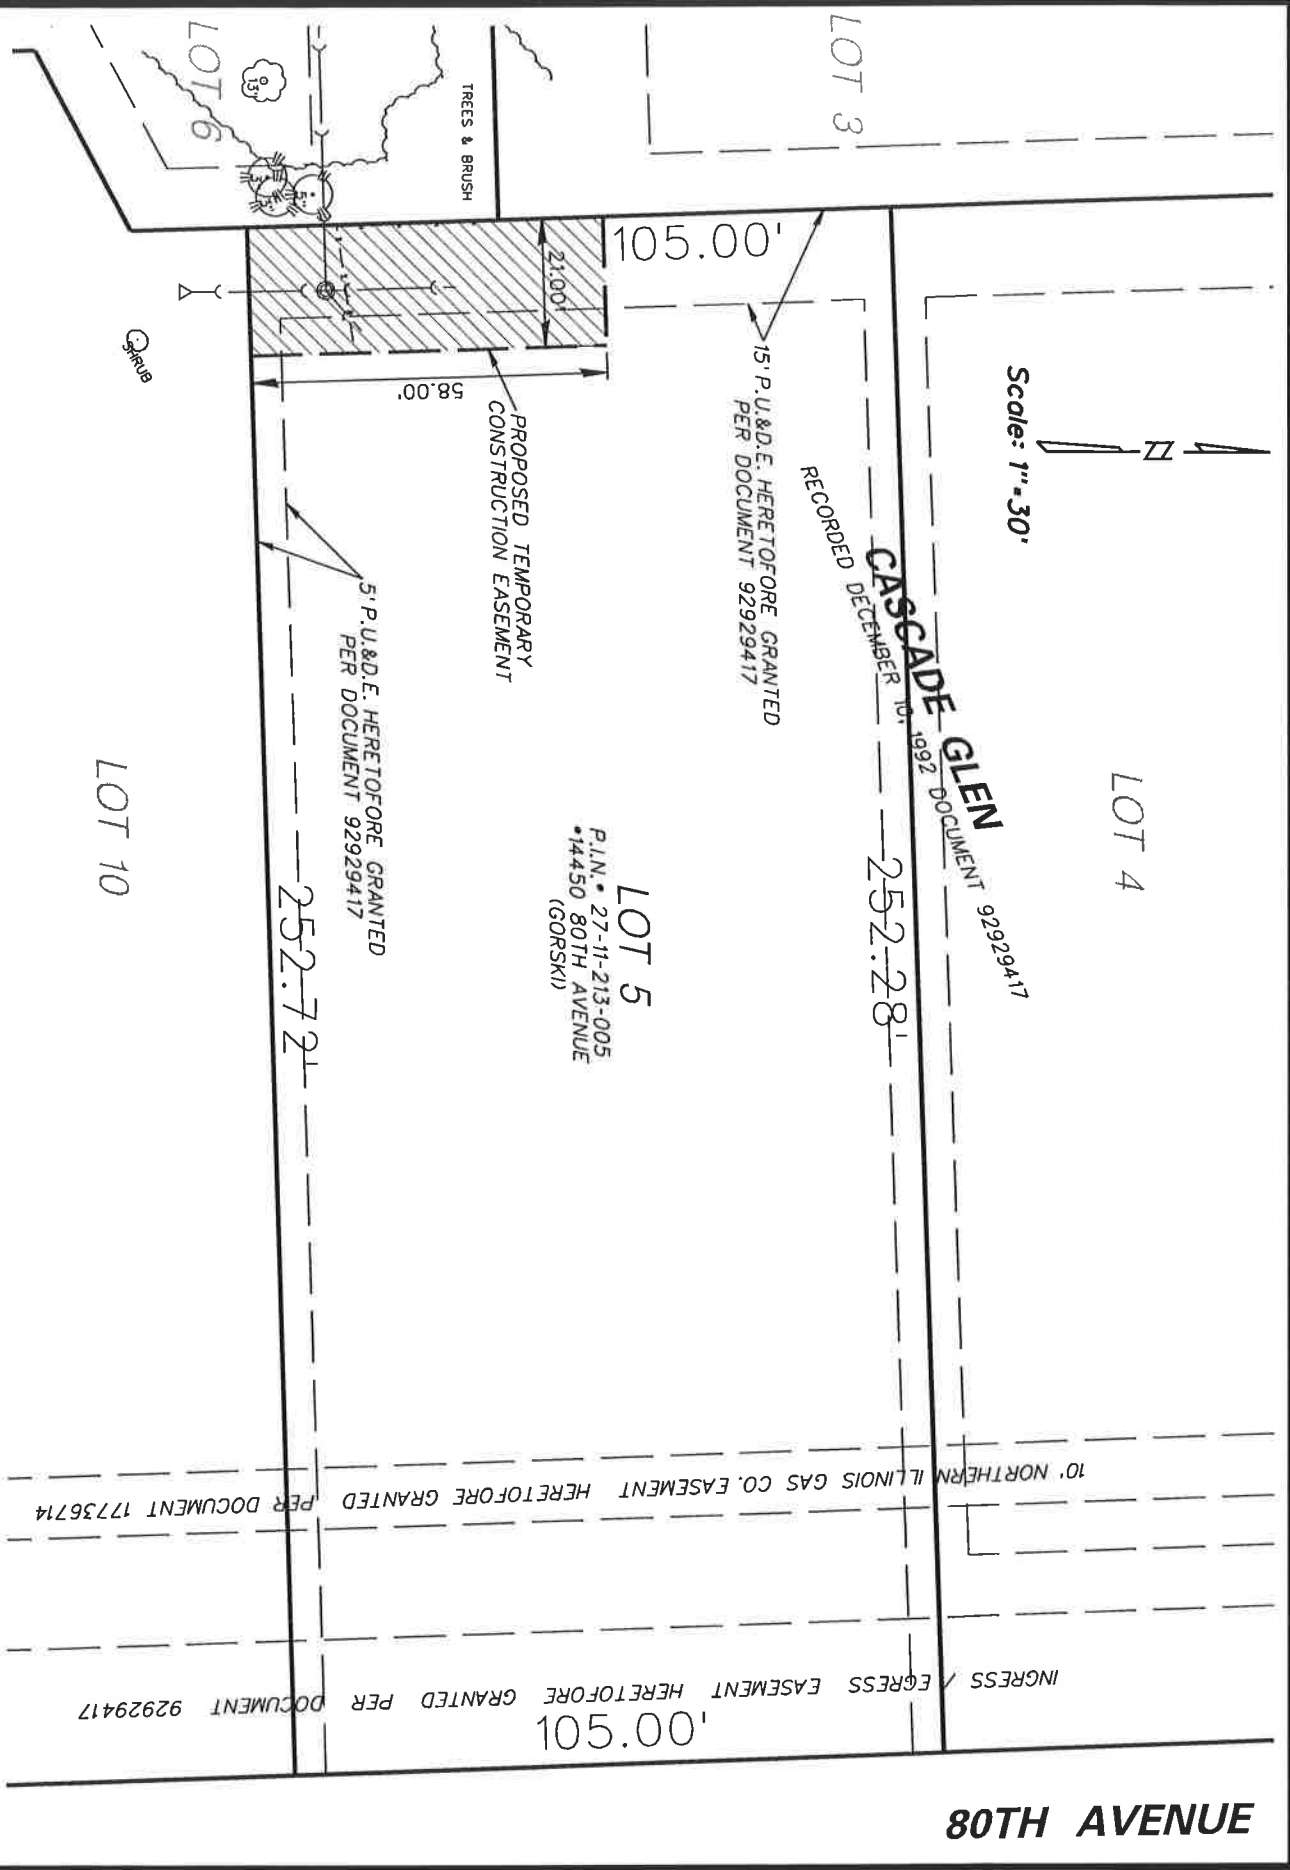 LOT 6
13"
3"
3"
5"
TREES & BRUSH
LOT 3
105.00'
21.00'
58.00'
SHRUB
PROPOSED TEMPORARY
CONSTRUCTION EASEMENT
15' P.U.&D.E. HERETOFORE GRANTED
PER DOCUMENT 92929417
Scale: 1"=30'
N
CASCADE GLEN
RECORDED DECEMBER 10, 1992 DOCUMENT 92929417
5' P.U.&D.E. HERETOFORE GRANTED
PER DOCUMENT 92929417
LOT 10
252.72'
LOT 5
P.I.N.• 27-11-213-005
•14450 80TH AVENUE
(GORSKI)
252.28'
LOT 4
10' NORTHERN ILLINOIS GAS CO. EASEMENT HERETOFORE GRANTED PER DOCUMENT 17736714
INGRESS / EGRESS EASEMENT HERETOFORE GRANTED PER DOCUMENT 92929417
105.00'
80TH AVENUE